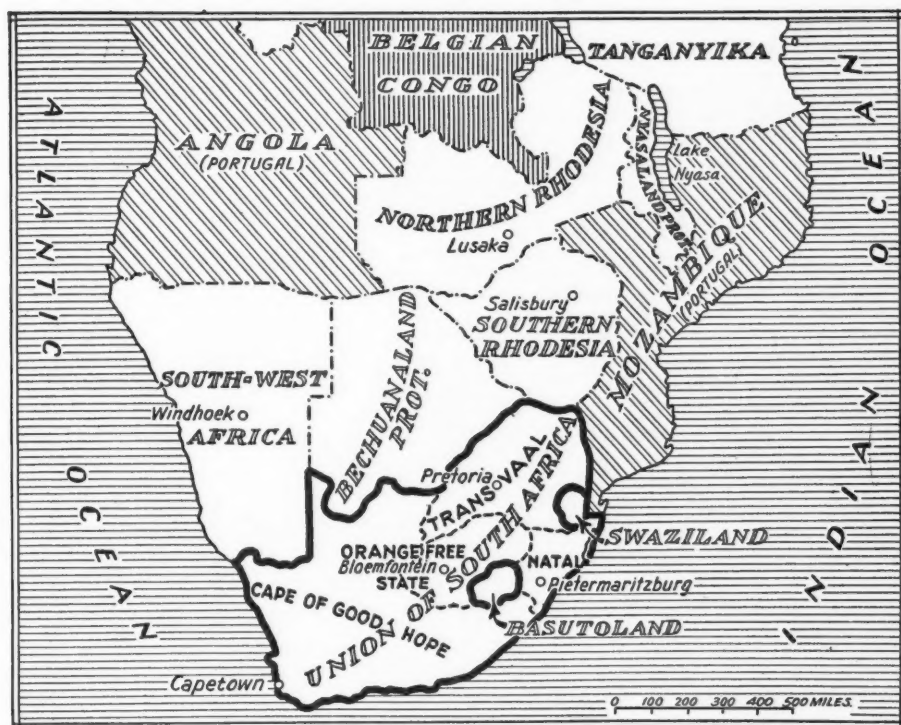 BELGIAN
CONGO
TANGANYIKA
ATLANTIC
OCEAN
INDIAN
OCEAN
ANGOLA
(PORTUGAL)
NORTHERN RHODESIA
Lusaka
NYASALAND PROT.
Lake
Nyasa
MOZAMBIQUE
(PORTUGAL)
Salisbury
SOUTHERN
RHODESIA
SOUTH-WEST
AFRICA
Windhoek
BECHUANALAND
PROT.
Pretoria
TRANSVAAL
UNION OF SOUTH AFRICA
SWAZILAND
ORANGE FREE
STATE
Bloemfontein
NATAL
Pietermaritzburg
BASUTOLAND
CAPE OF GOOD HOPE
Capetown
0 100 200 300 400 500 MILES.